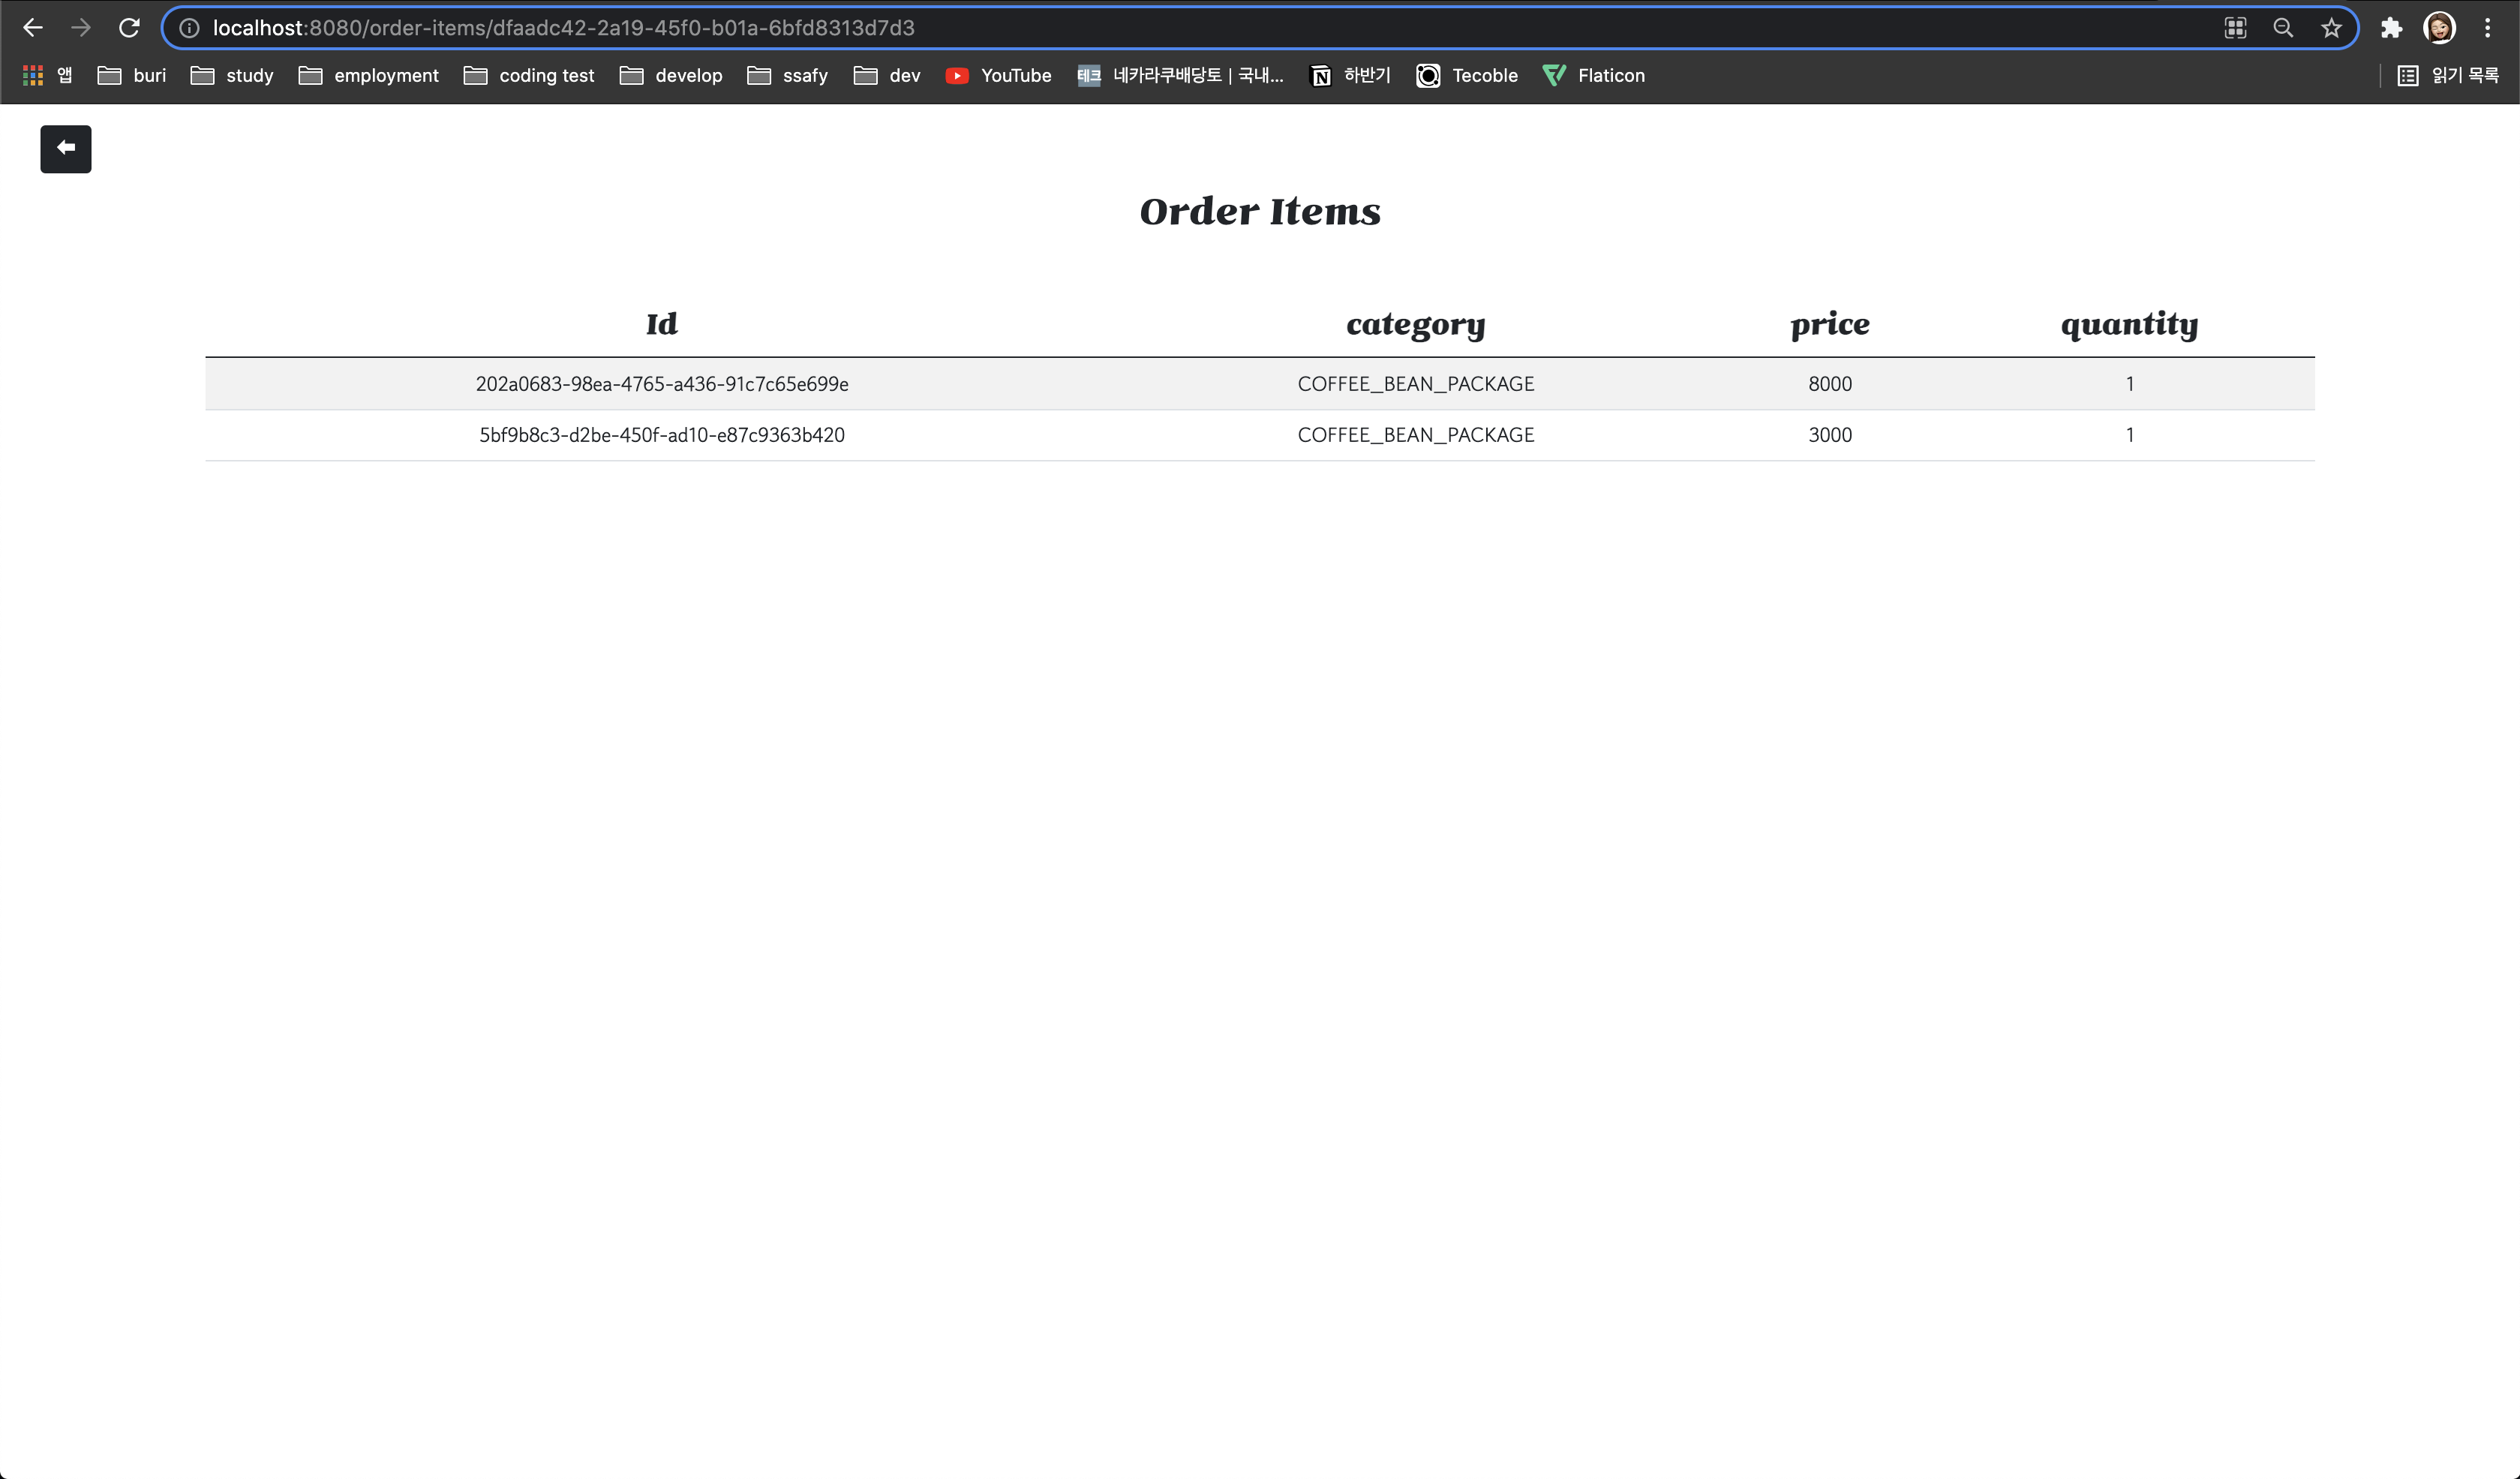 localhost:8080/order-items/dfaadc42-2a19-45f0-b01a-6bfd8313d7d3
앱 buri study employment coding test develop ssafy dev YouTube 테크 네카라쿠배당토 | 국내... 하반기 Tecoble Flaticon 읽기 목록
Order Items
Id category price quantity
202a0683-98ea-4765-a436-91c7c65e699e COFFEE_BEAN_PACKAGE 8000 1
5bf9b8c3-d2be-450f-ad10-e87c9363b420 COFFEE_BEAN_PACKAGE 3000 1